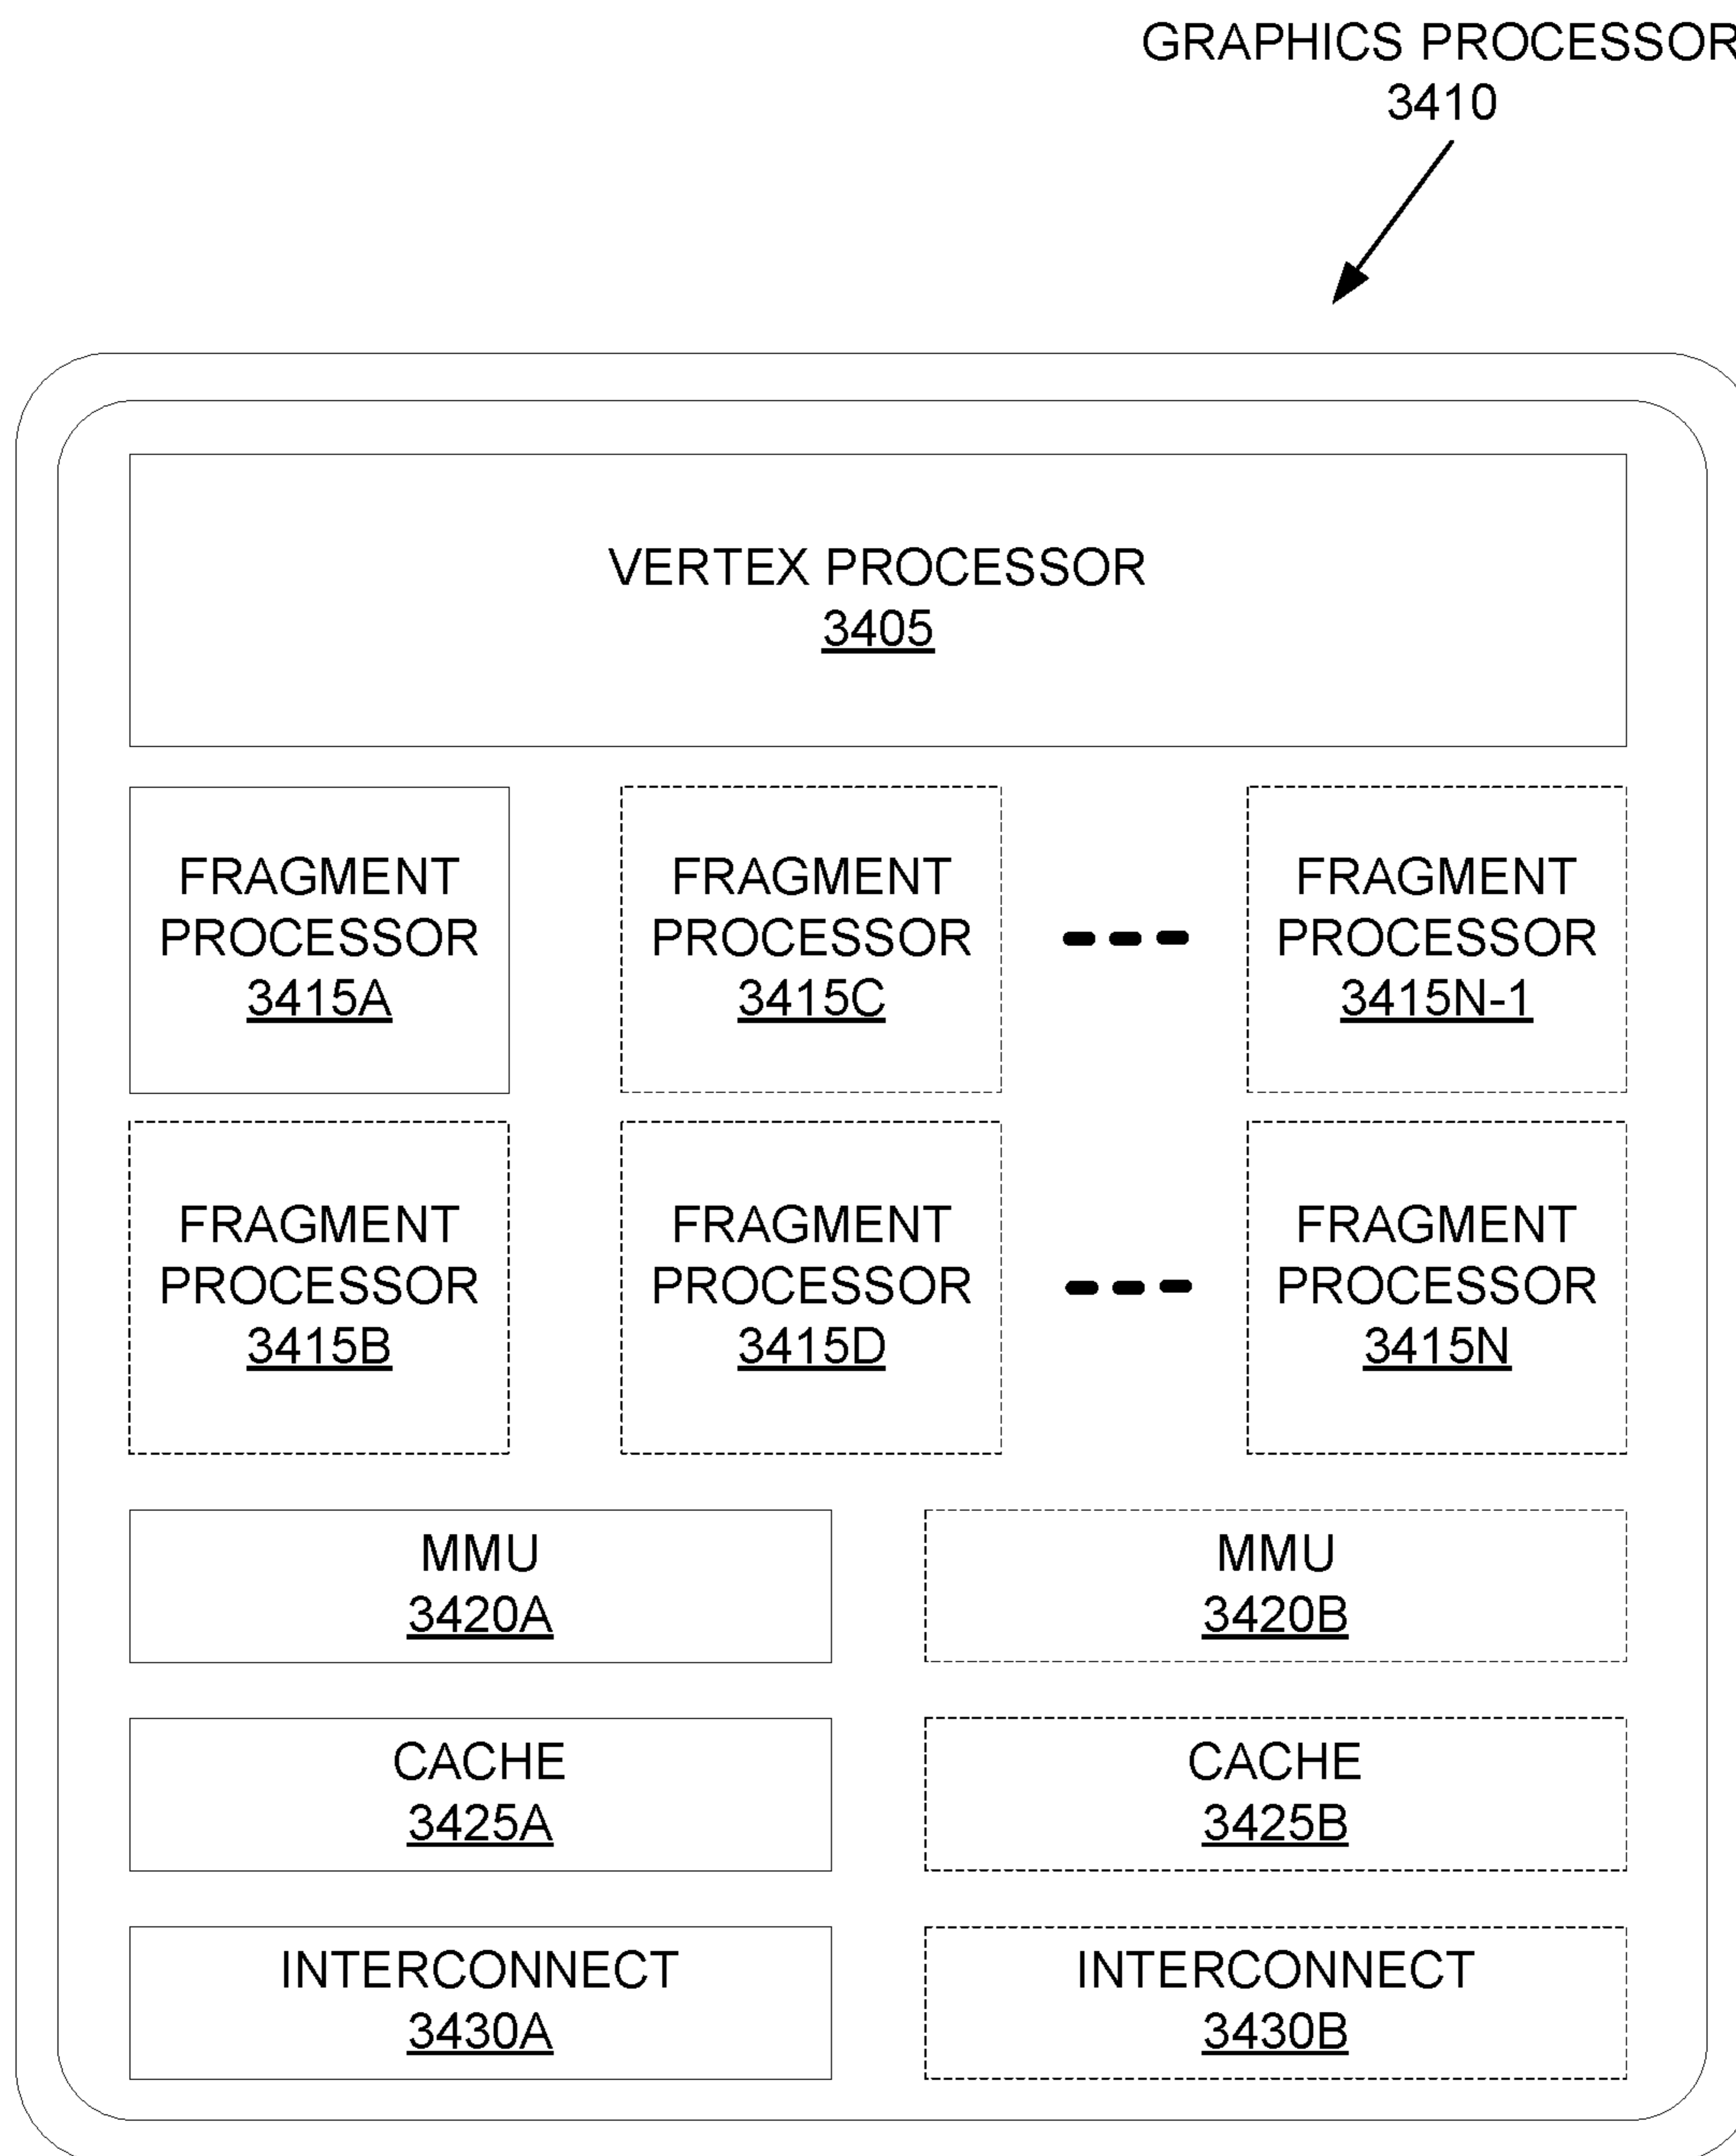 GRAPHICS PROCESSOR
3410
VERTEX PROCESSOR
3405
FRAGMENT
PROCESSOR
3415A
FRAGMENT
PROCESSOR
3415C
FRAGMENT
PROCESSOR
3415N-1
FRAGMENT
PROCESSOR
3415B
FRAGMENT
PROCESSOR
3415D
FRAGMENT
PROCESSOR
3415N
MMU
3420A
MMU
3420B
CACHE
3425A
CACHE
3425B
INTERCONNECT
3430A
INTERCONNECT
3430B